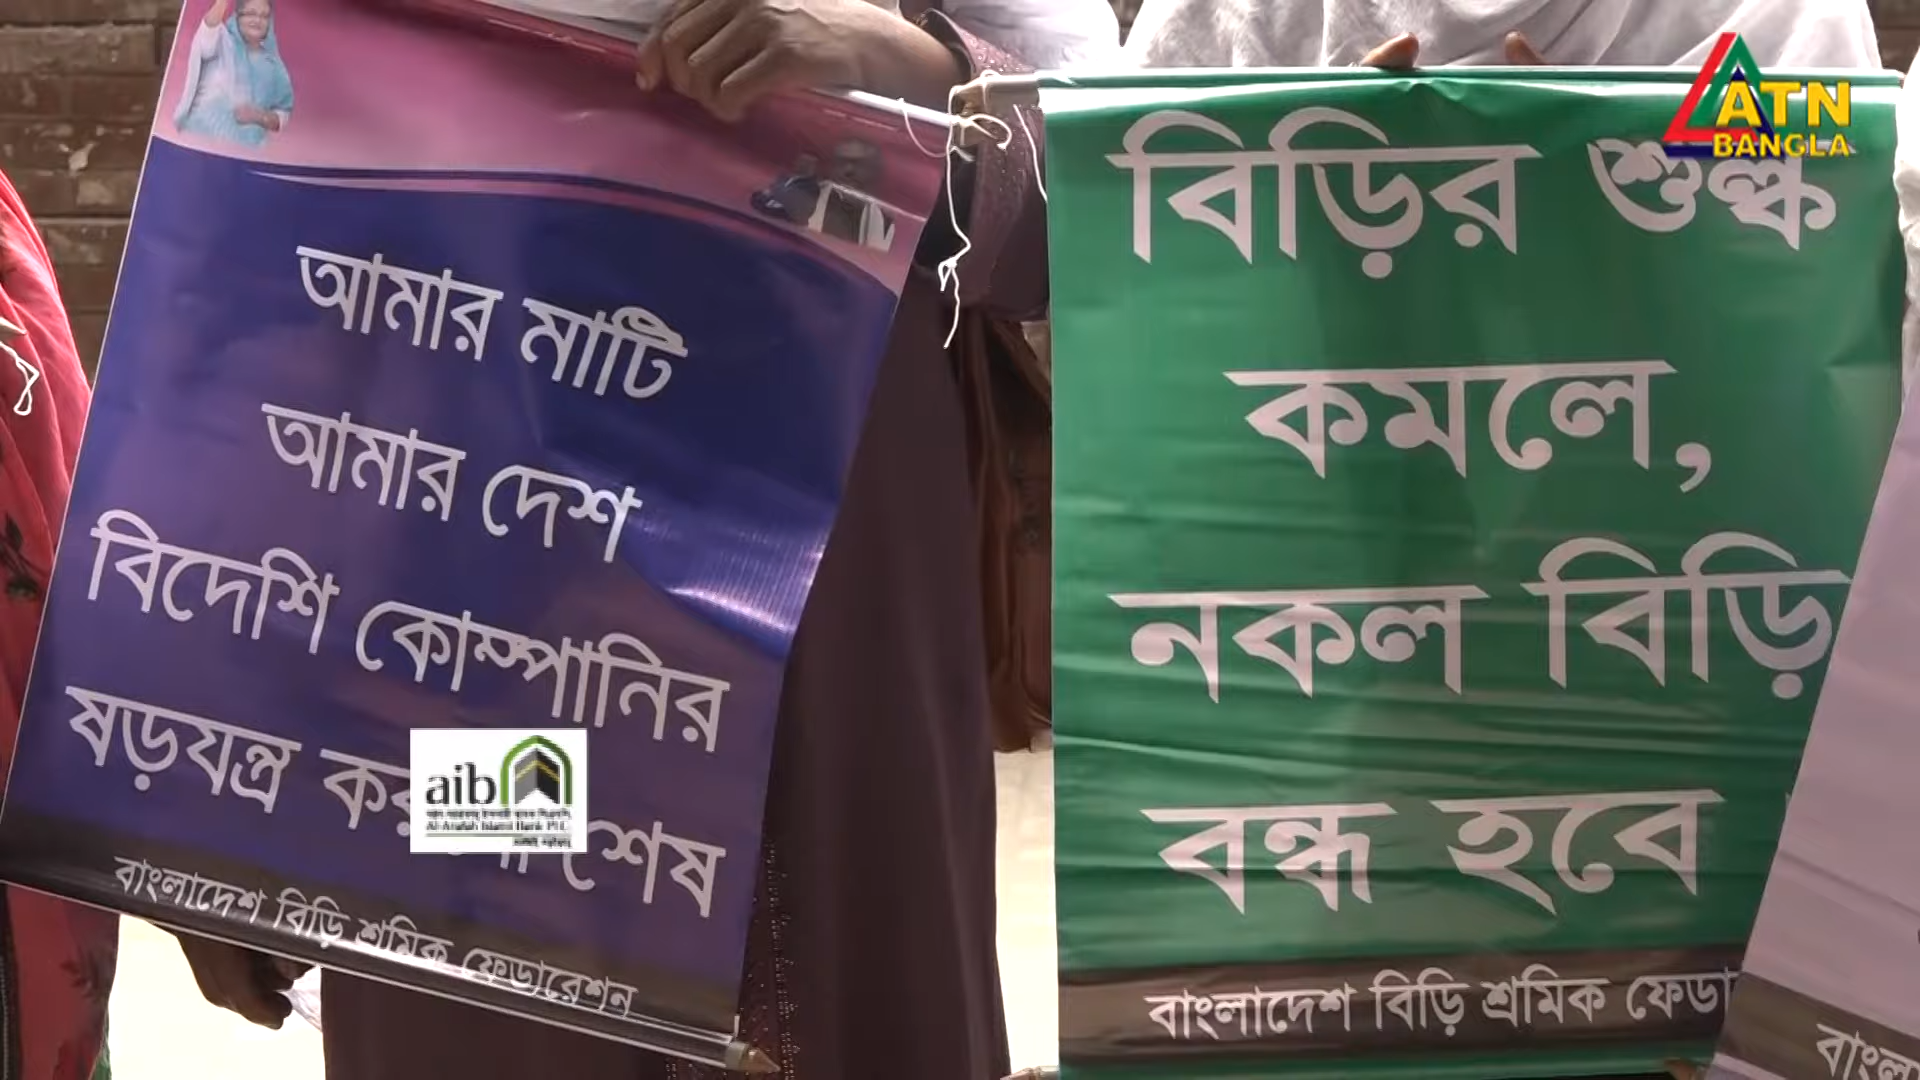 আমার মাটি
আমার দেশ
বিদেশি কোম্পানির
ষড়যন্ত্র শেষ
বাংলাদেশ বিড়ি শ্রমিক ফেডারেশন
বিড়ির শুল্ক
কমলে,
নকল বিড়ি
বন্ধ হবে
বাংলাদেশ বিড়ি শ্রমিক ফেডা
ATN
BANGLA
aib
Al-Arafah Islami Bank PLC